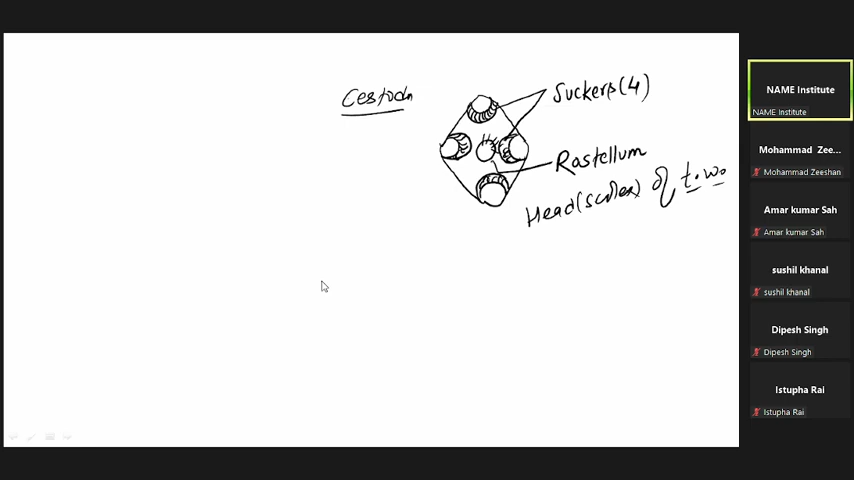 Cestoda
Suckers(4)
Rastellum
Head(scolex) of t.w.
NAME Institute
NAME Institute
Mohammad Zee...
Mohammad Zeeshan
Amar kumar Sah
Amar kumar Sah
sushil khanal
sushil khanal
Dipesh Singh
Dipesh Singh
Istupha Rai
Istupha Rai